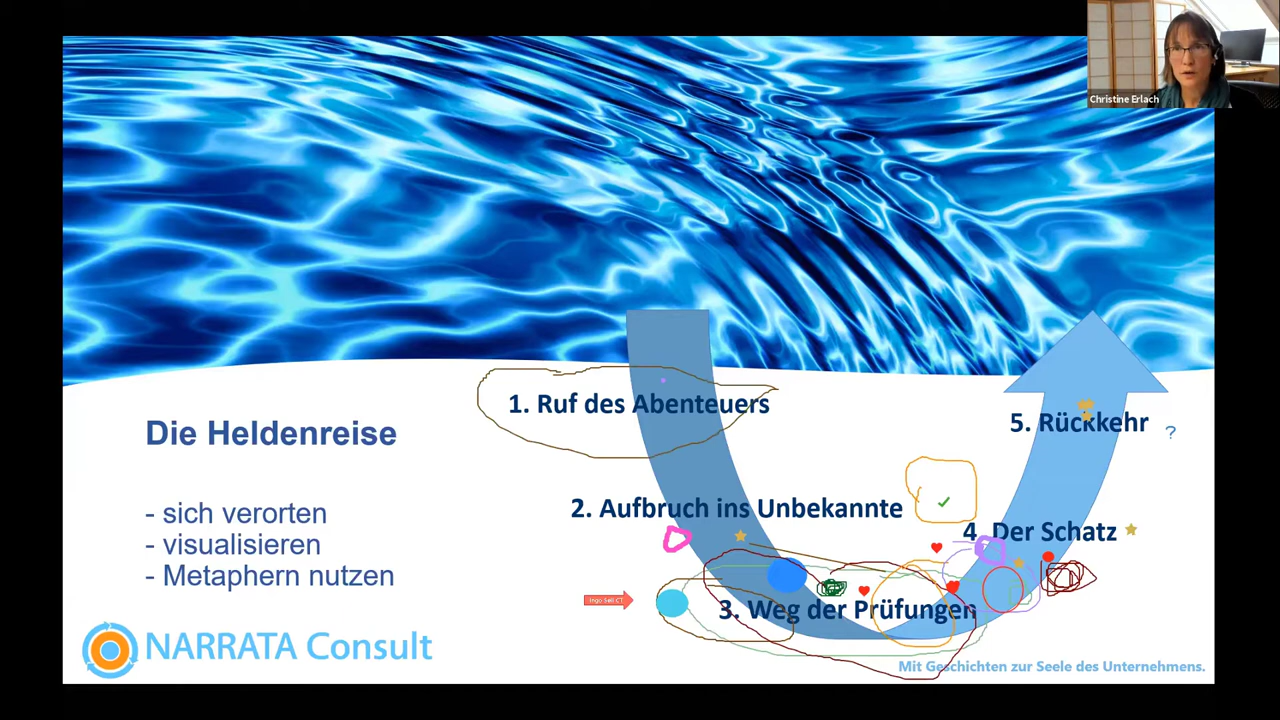 Christine Erlach
1. Ruf des Abenteuers
5. Rückkehr
?
Die Heldenreise
2. Aufbruch ins Unbekannte
- sich verorten
4 Der Schatz
- visualisieren
- Metaphern nutzen
3. Weg der Prüfungen
NARRATA Consult
Mit Geschichten zur Seele des Unternehmens.